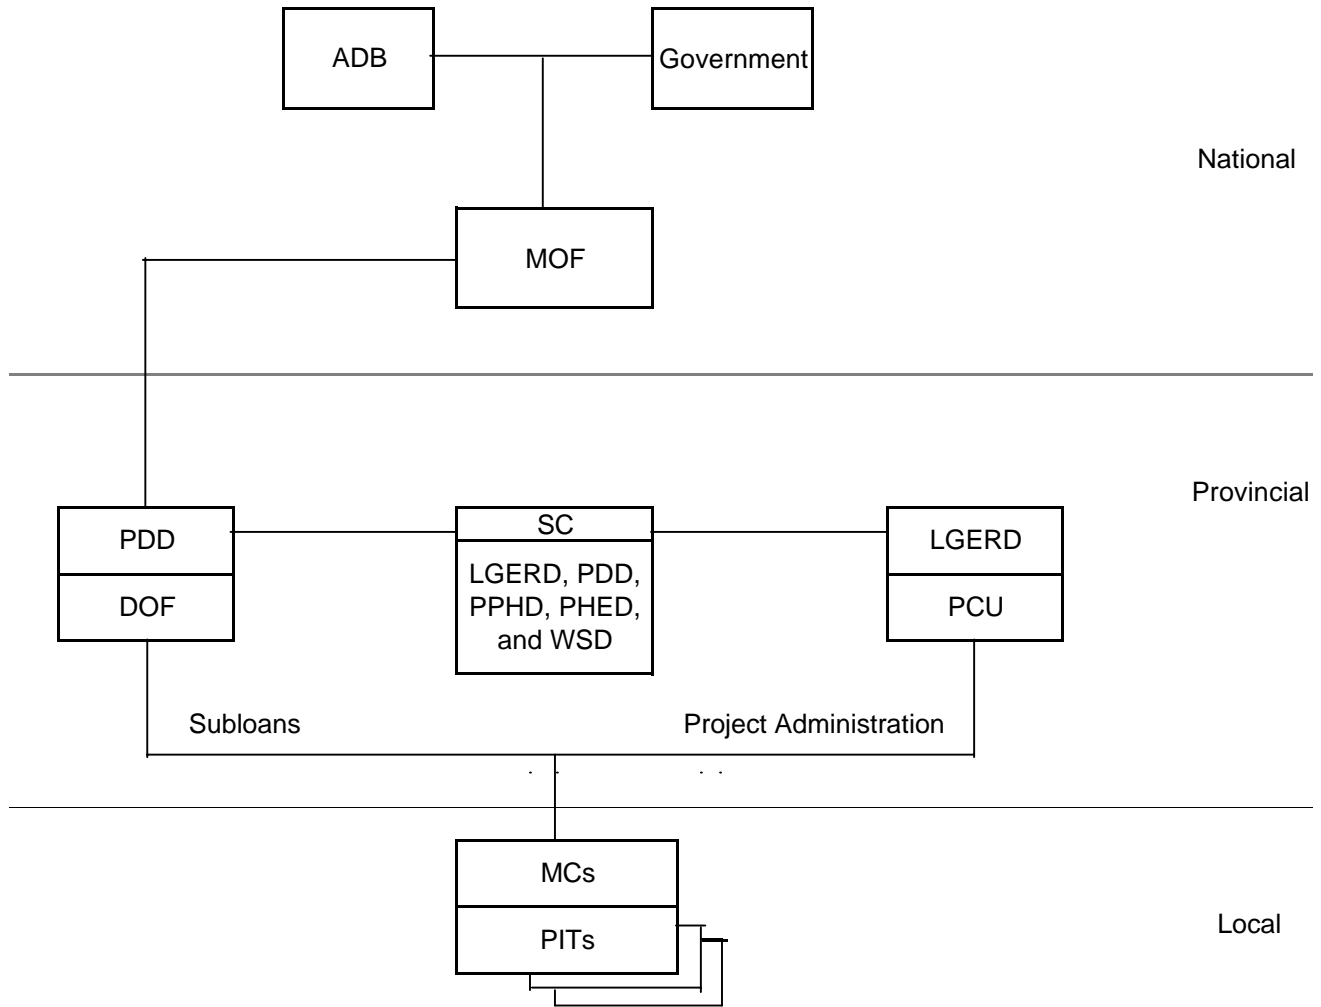 ADB
Government
National
MOF
Provincial
PDD
SC
LGERD
DOF
LGERD, PDD,
PPHD, PHED,
and WSD
PCU
Subloans
Project Administration
MCs
PITs
Local